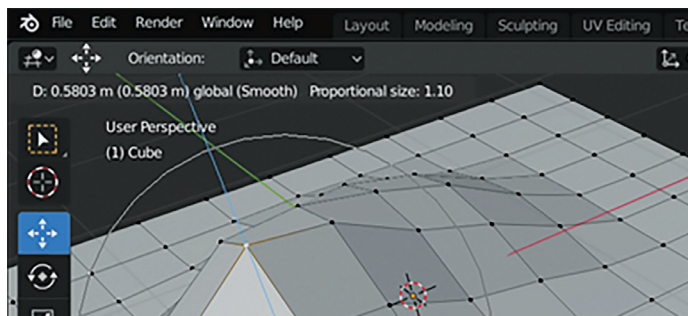 File Edit Render Window Help Layout Modeling Sculpting UV Editing
Orientation: Default
D: 0.5803 m (0.5803 m) global (Smooth) Proportional size: 1.10
User Perspective
(1) Cube